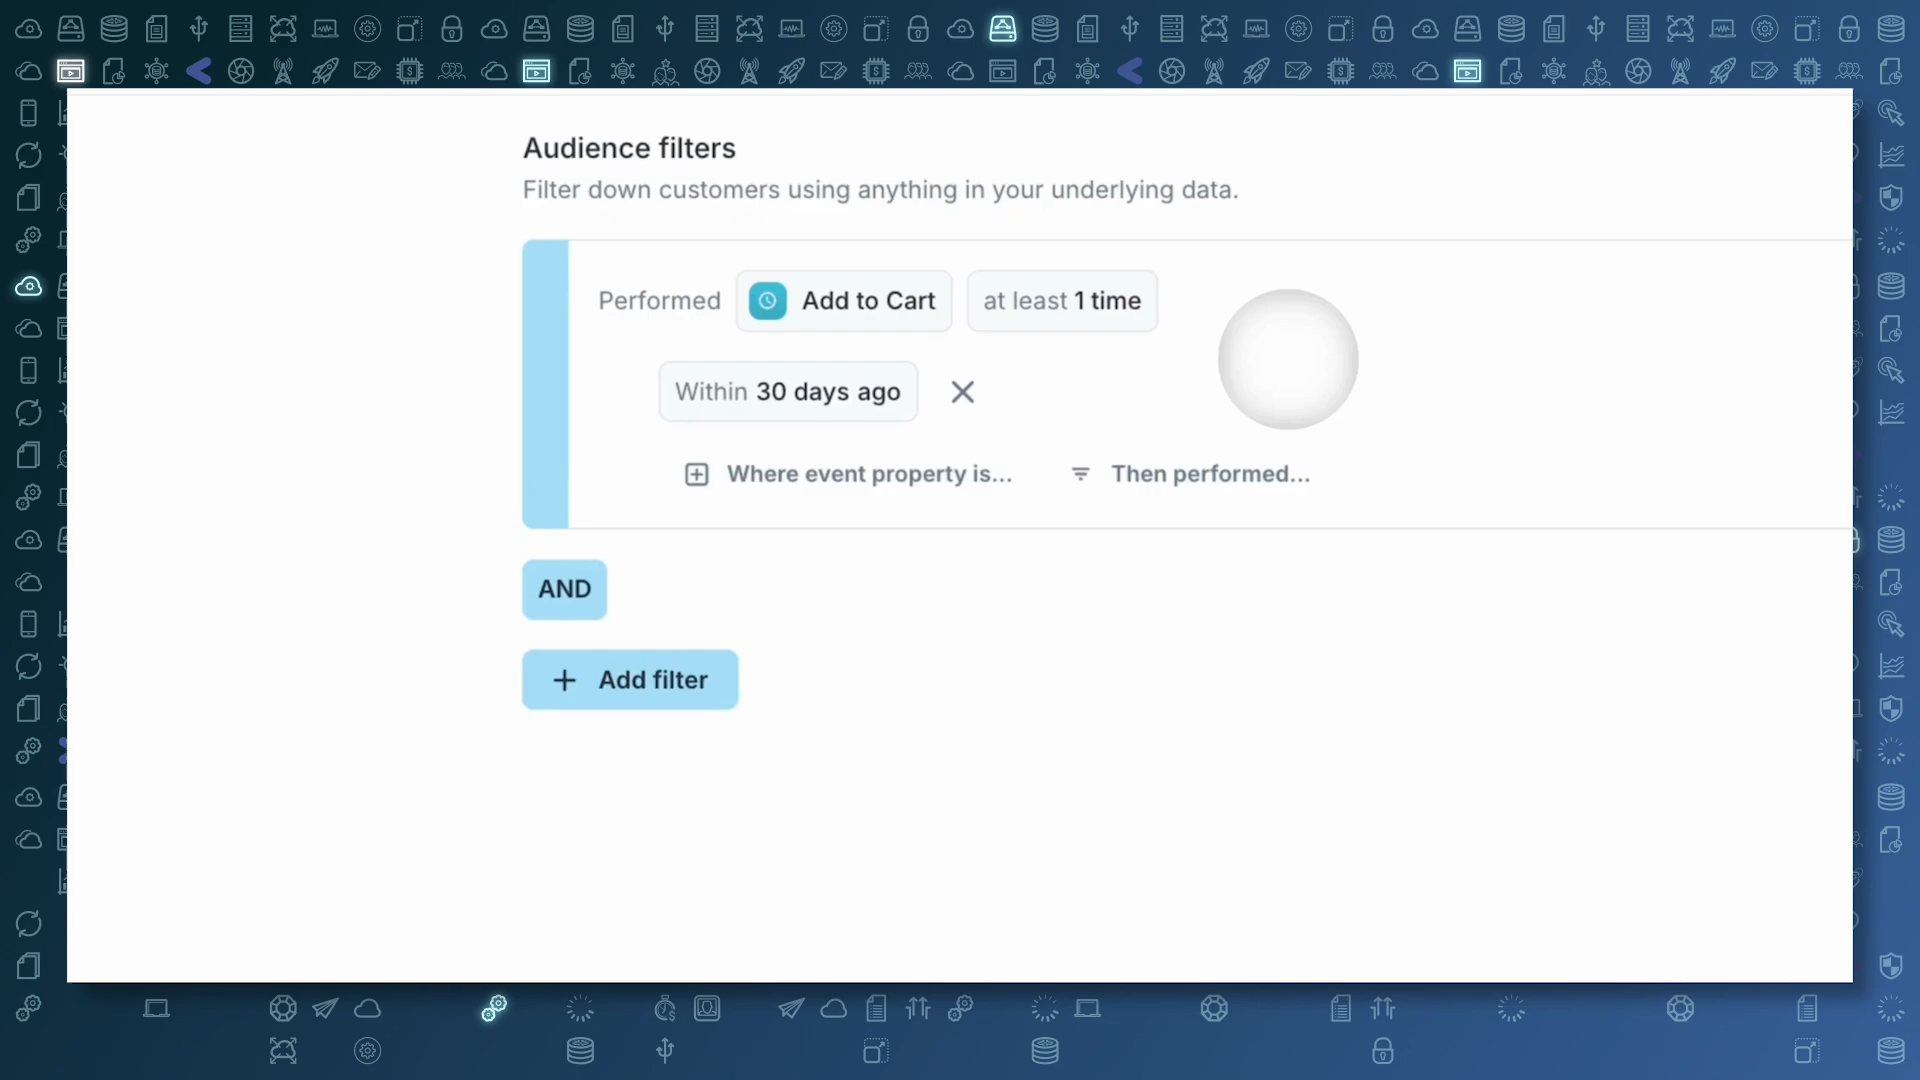 Audience filters
Filter down customers using anything in your underlying data.
Performed Add to Cart at least 1 time
Within 30 days ago
Where event property is... Then performed...
AND
Add filter